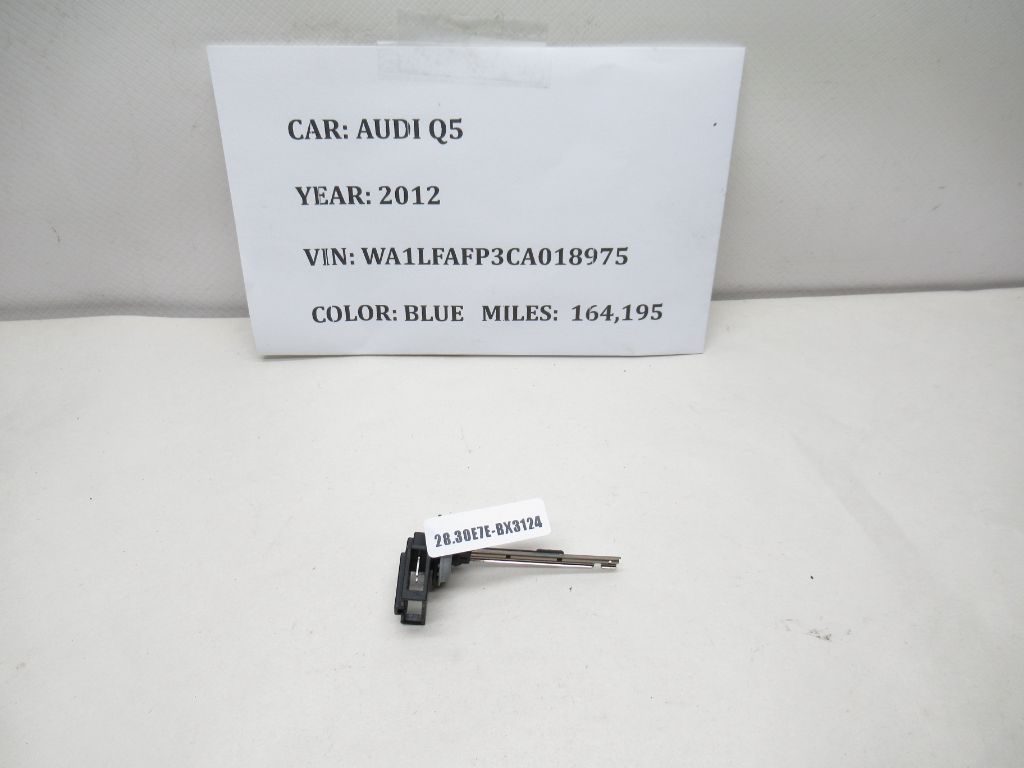 CAR: AUDI Q5
YEAR: 2012
VIN: WA1LFAFP3CA018975
COLOR: BLUE MILES: 164,195
28.30E7E-BX3124